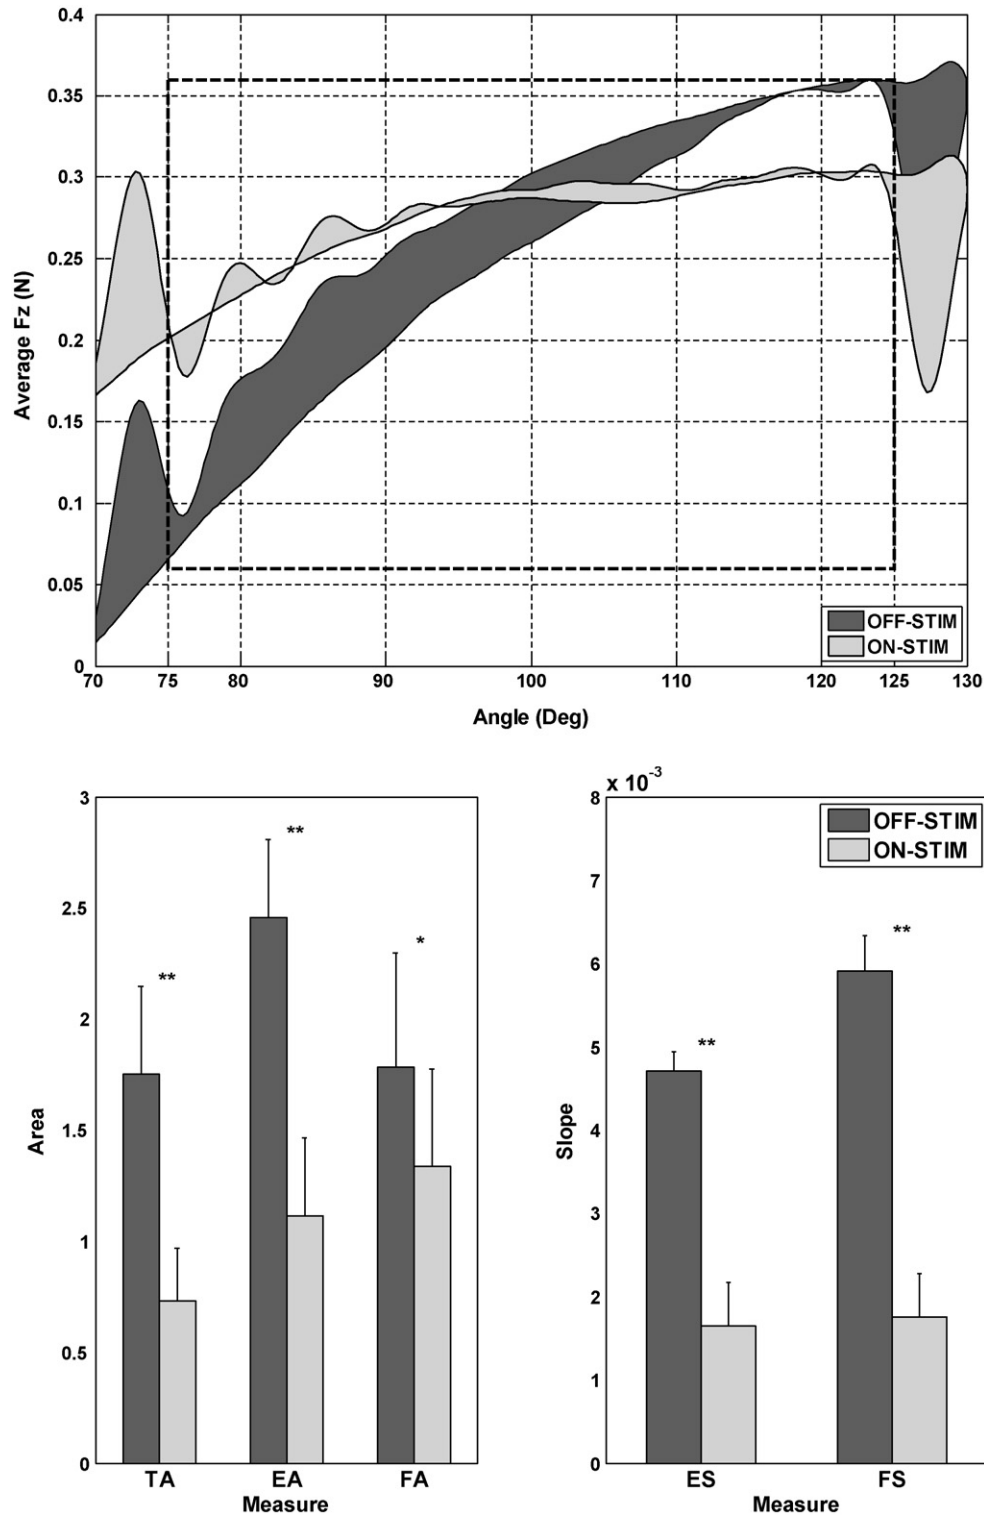 0.4
0.35
0.3
0.25
0.2
0.15
0.1
0.05
0
Average Fz (N)
70 75 80 90 100 110 120 125 130
Angle (Deg)
OFF-STIM
ON-STIM
3
2.5
2
1.5
1
0.5
0
Area
**
**
*
TA EA FA
Measure
x 10-3
8
7
6
5
4
3
2
1
0
Slope
OFF-STIM
ON-STIM
**
**
ES FS
Measure